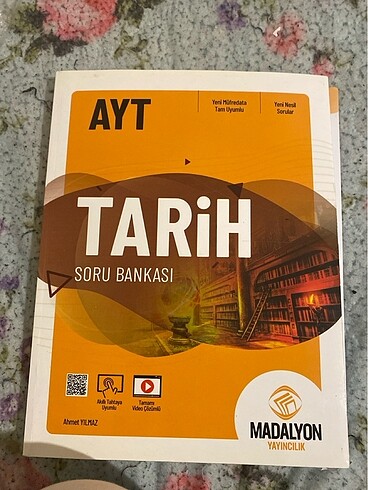 AYT
Yeni Müfredata
Tam Uyumlu
Yeni Nesil
Sorular
TARiH
SORU BANKASI
Akıllı Tahtaya
Uyumlu
Tamamı
Video Çözümlü
Ahmet YILMAZ
MADALYON
YAYINCILIK